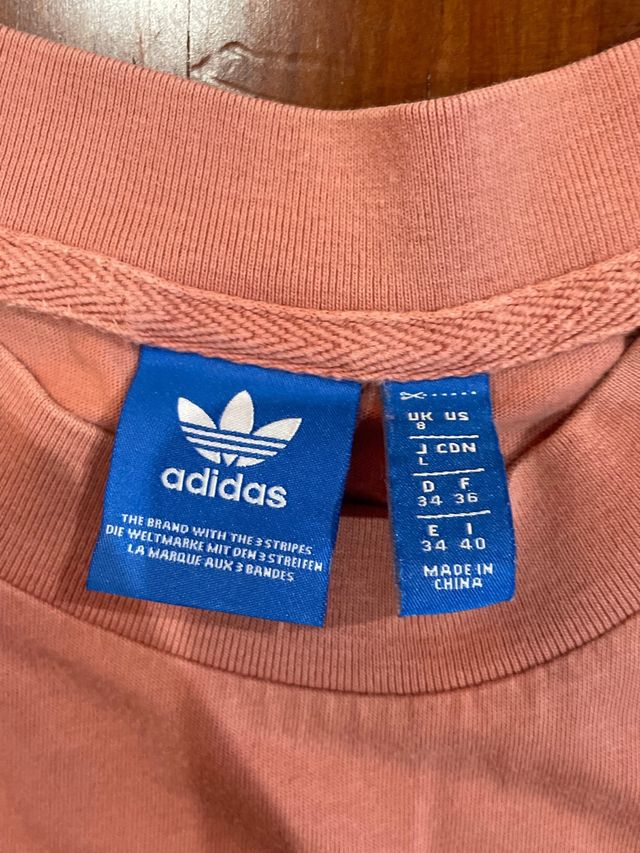 adidas
THE BRAND WITH THE 3 STRIPES
DIE WELTMARKE MIT DEN 3 STREIFEN
LA MARQUE AUX 3 BANDES
UK US
8
J CDN
L
D F
34 36
E I
34 40
MADE IN
CHINA